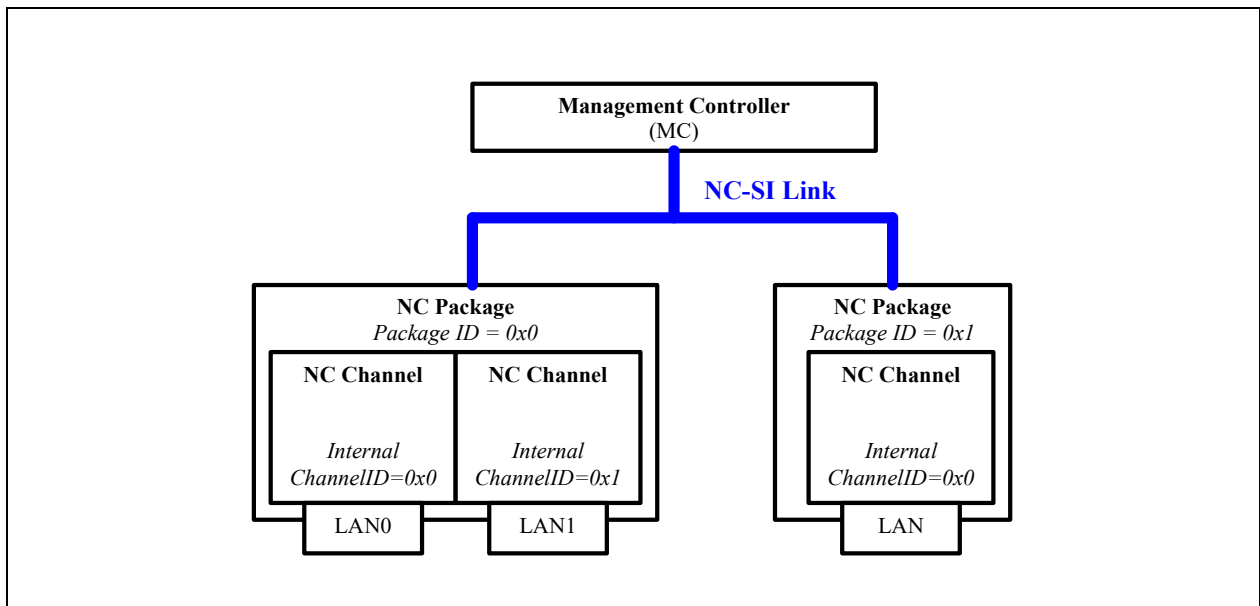 Management Controller
(MC)
NC-SI Link
NC Package
Package ID = 0x0
NC Channel
Internal
ChannelID=0x0
NC Channel
Internal
ChannelID=0x1
LAN0
LAN1
NC Package
Package ID = 0x1
NC Channel
Internal
ChannelID=0x0
LAN